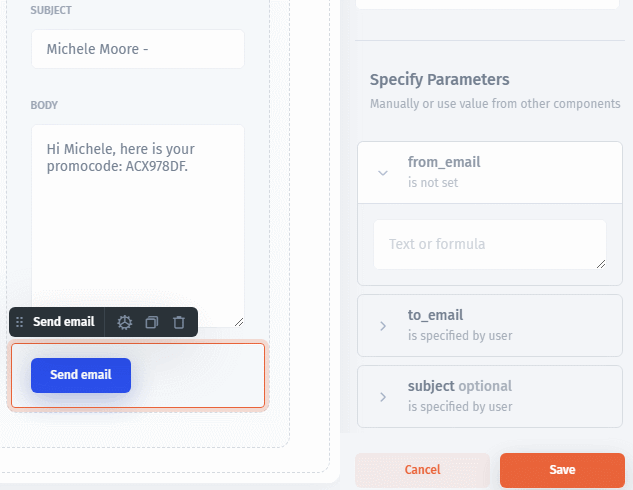 SUBJECT
Michele Moore -
BODY
Hi Michele, here is your
promocode: ACX978DF.
Send email
Send email
Specify Parameters
Manually or use value from other components
from_email
is not set
Text or formula
to_email
is specified by user
subject optional
is specified by user
Cancel
Save